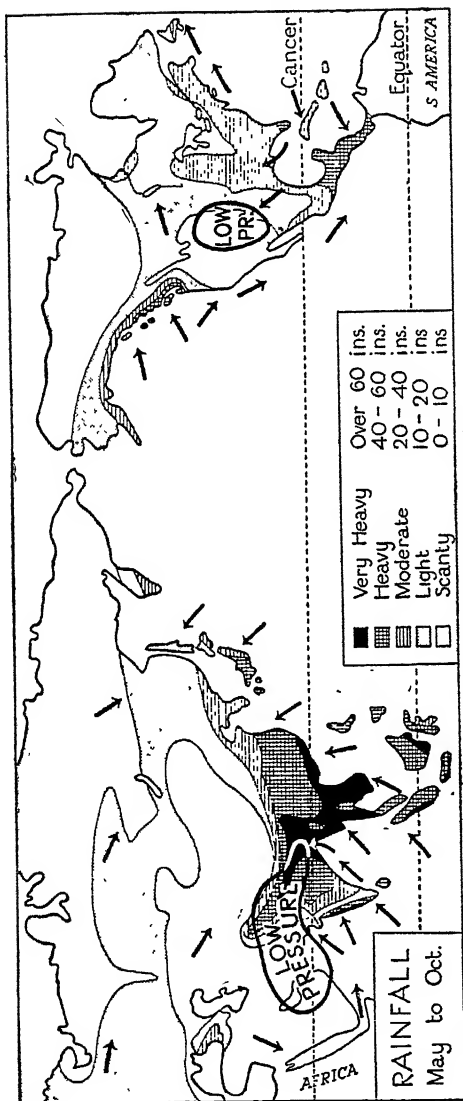 Cancer
Equator
S AMERICA
LOW
PR.
LOW
PRESSURE
AFRICA
RAINFALL
May to Oct.
Very Heavy Over 60 ins.
Heavy 40-60 ins.
Moderate 20-40 ins.
Light 10-20 ins
Scanty 0-10 ins